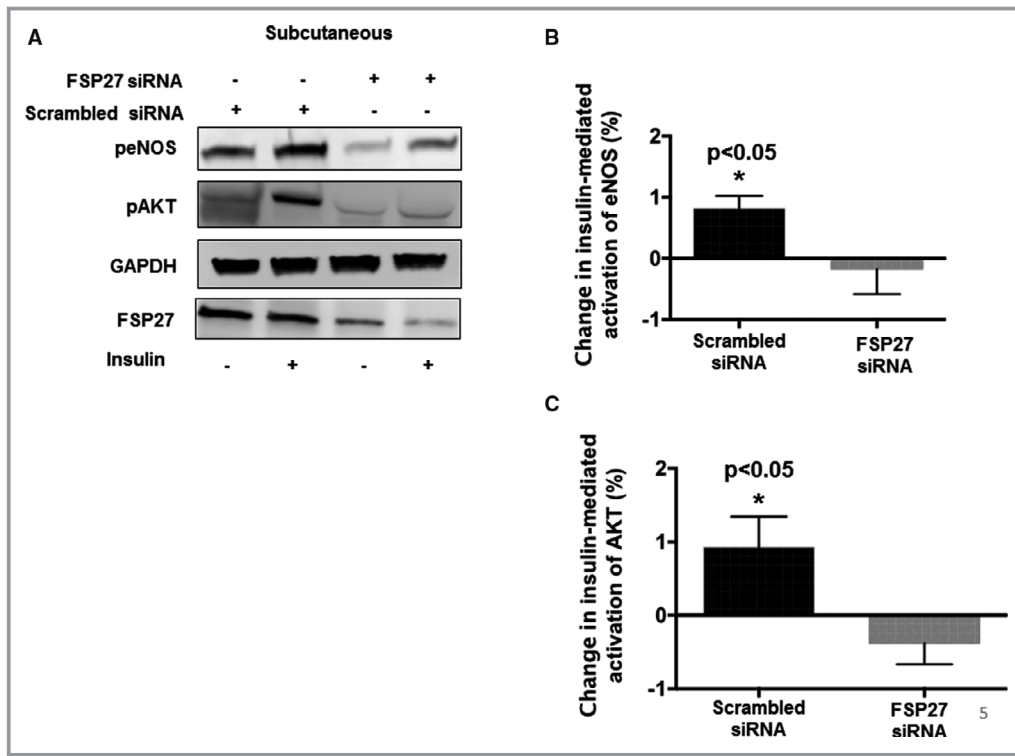 A
Subcutaneous
FSP27 siRNA - - + +
Scrambled siRNA + + - -
peNOS
pAKT
GAPDH
FSP27
Insulin - + - +
B
Change in insulin-mediated
activation of eNOS (%)
2
1
0
-1
p<0.05
*
Scrambled
siRNA
FSP27
siRNA
C
Change in insulin-mediated
activation of AKT (%)
2
1
0
-1
p<0.05
*
Scrambled
siRNA
FSP27
siRNA
5